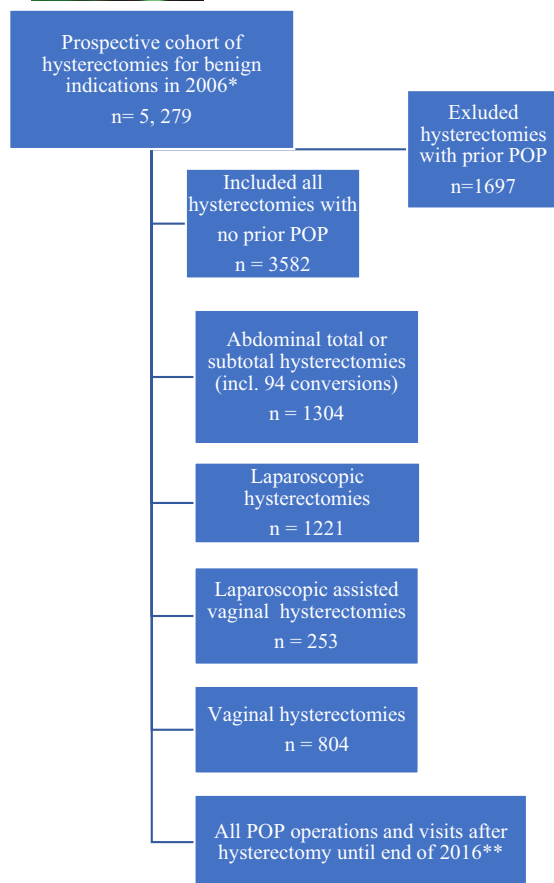 Prospective cohort of
hysterectomies for benign
indications in 2006*
n= 5, 279
Exluded
hysterectomies
with prior POP
n=1697
Included all
hysterectomies with
no prior POP
n = 3582
Abdominal total or
subtotal hysterectomies
(incl. 94 conversions)
n = 1304
Laparoscopic
hysterectomies
n = 1221
Laparoscopic assisted
vaginal hysterectomies
n = 253
Vaginal hysterectomies
n = 804
All POP operations and visits after
hysterectomy until end of 2016**